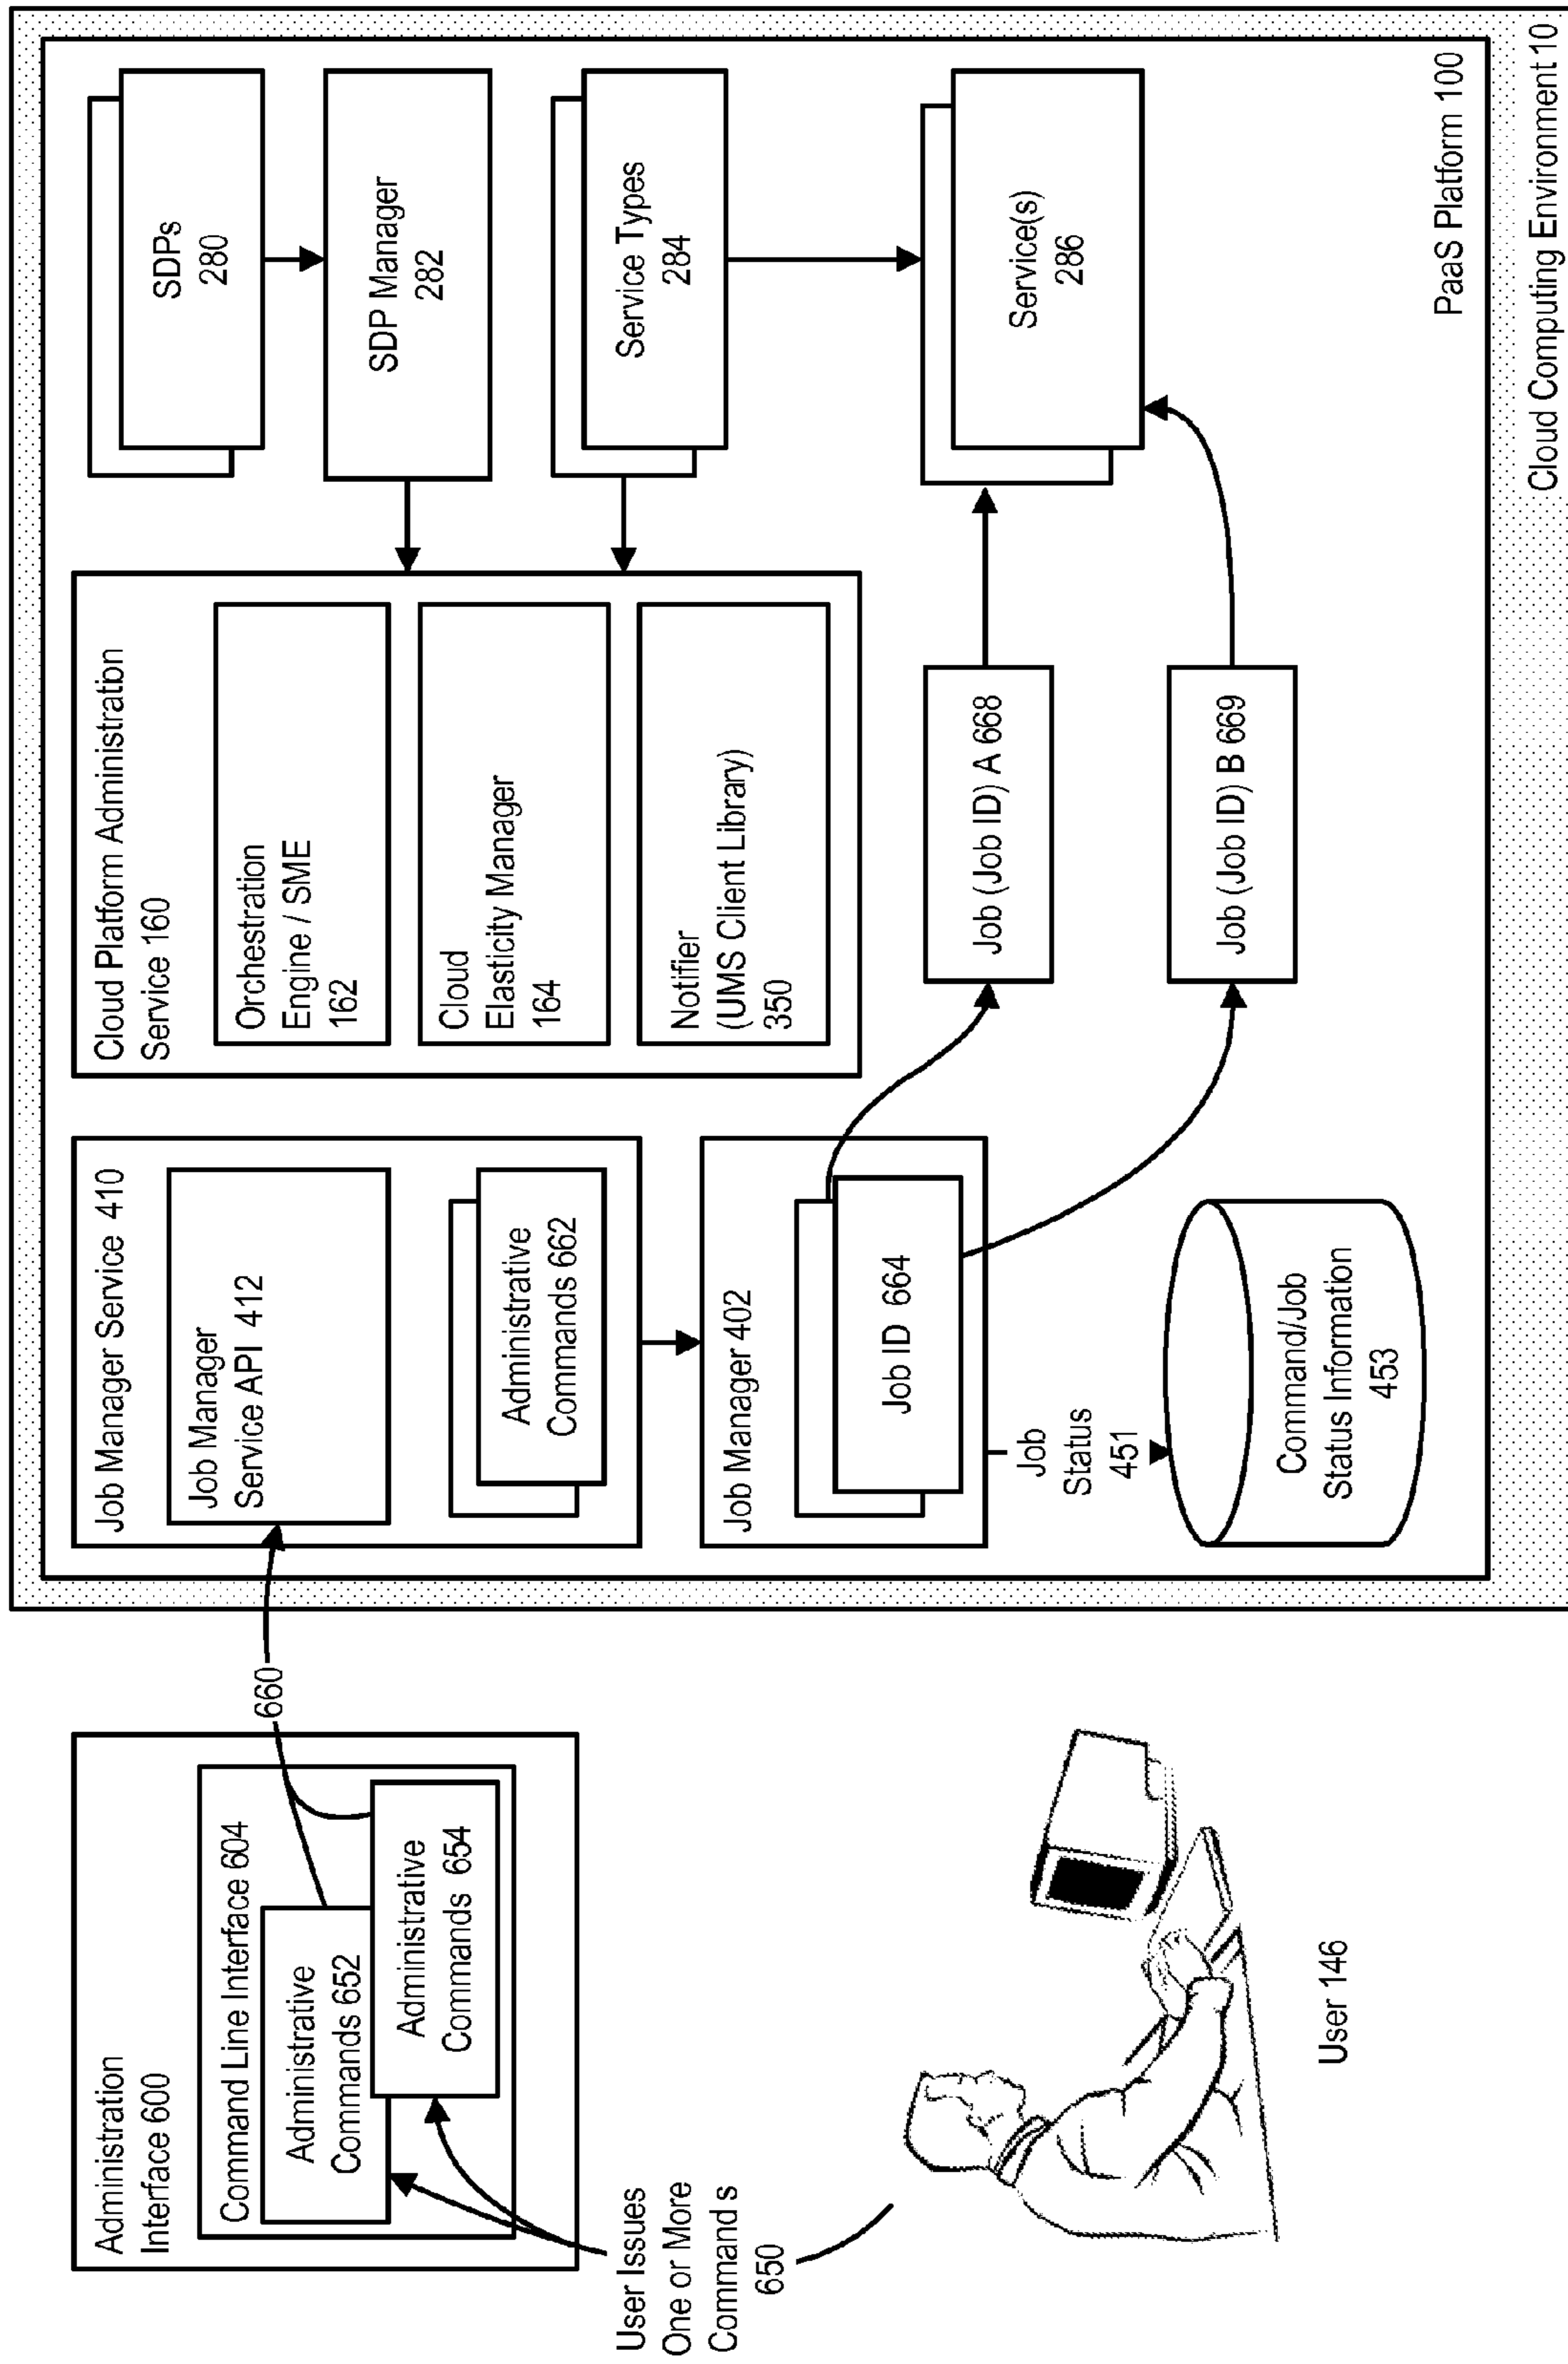 Administration
Interface 600
Command Line Interface 604
Administrative
Commands 652
Administrative
Commands 654
User Issues
One or More
Commands
650
User 146
660
Job Manager Service 410
Job Manager
Service API 412
Administrative
Commands 662
Job Manager 402
Job ID 664
Job
Status
451
Command/Job
Status Information
453
Cloud Platform Administration
Service 160
Orchestration
Engine / SME
162
Cloud
Elasticity Manager
164
Notifier
(UMS Client Library)
350
Job (Job ID) A 668
Job (Job ID) B 669
SDPs
280
SDP Manager
282
Service Types
284
Service(s)
286
PaaS Platform 100
Cloud Computing Environment 10